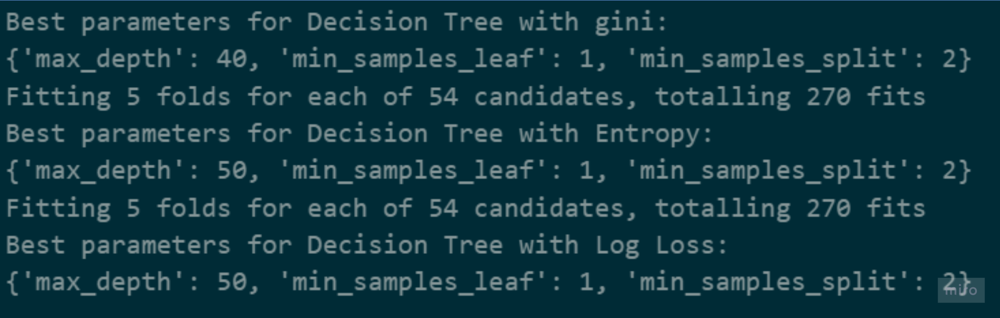 Best parameters for Decision Tree with gini:
{'max_depth': 40, 'min_samples_leaf': 1, 'min_samples_split': 2}
Fitting 5 folds for each of 54 candidates, totalling 270 fits
Best parameters for Decision Tree with Entropy:
{'max_depth': 50, 'min_samples_leaf': 1, 'min_samples_split': 2}
Fitting 5 folds for each of 54 candidates, totalling 270 fits
Best parameters for Decision Tree with Log Loss:
{'max_depth': 50, 'min_samples_leaf': 1, 'min_samples_split': 2}